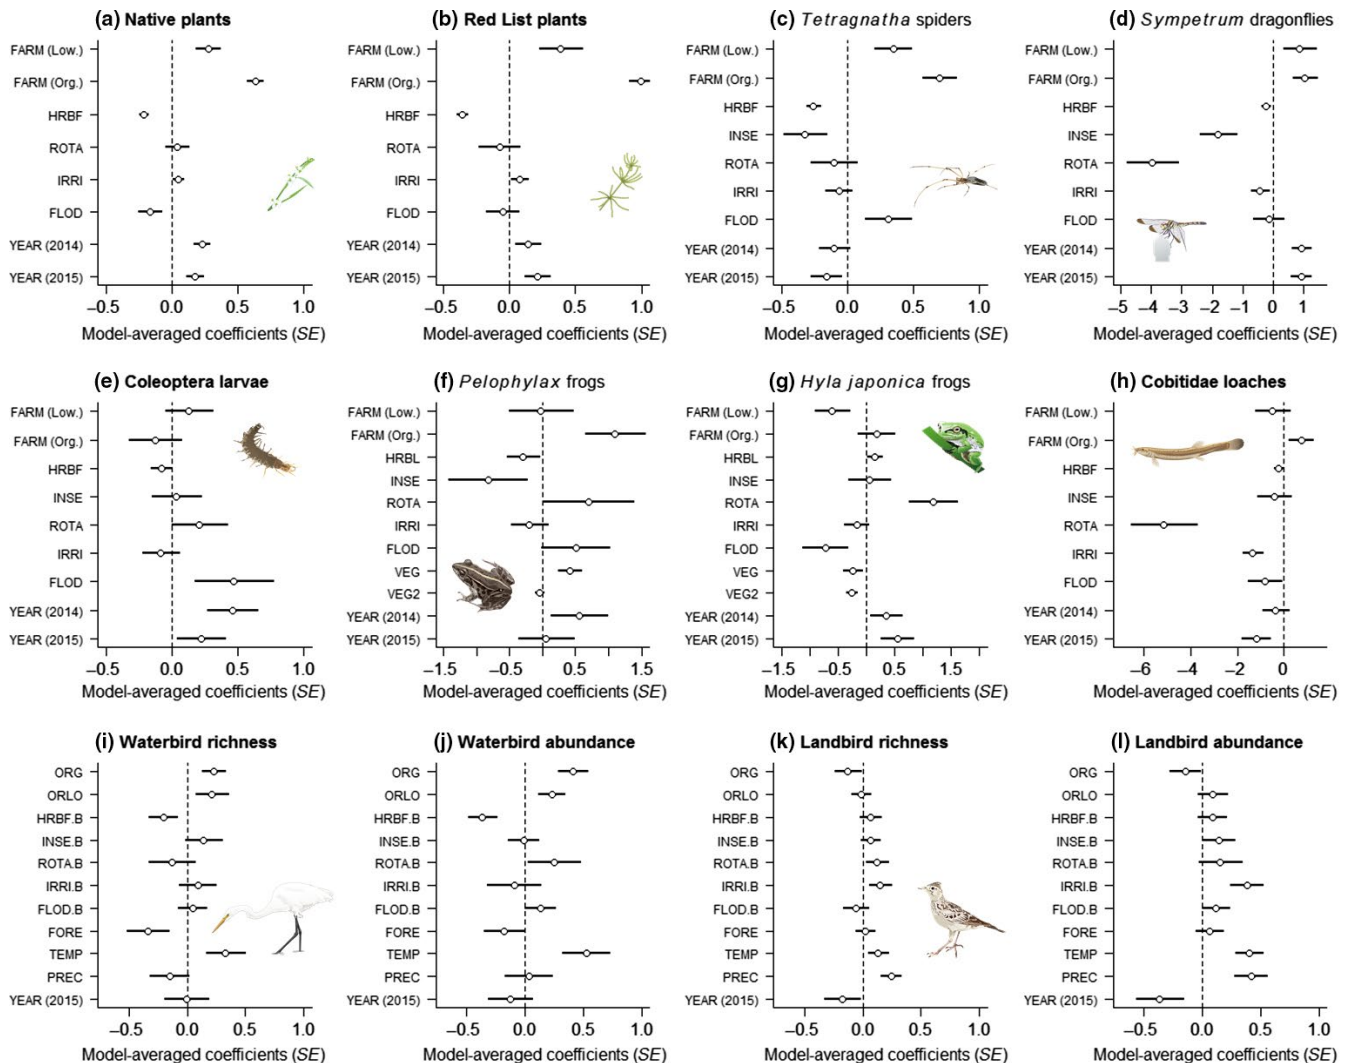 (a) Native plants
FARM (Low.)
FARM (Org.)
HRBF
ROTA
IRRI
FLOD
YEAR (2014)
YEAR (2015)
−0.5 0.0 0.5 1.0
Model-averaged coefficients (SE)
(b) Red List plants
FARM (Low.)
FARM (Org.)
HRBF
ROTA
IRRI
FLOD
YEAR (2014)
YEAR (2015)
−0.5 0.0 0.5 1.0
Model-averaged coefficients (SE)
(c) Tetragnatha spiders
FARM (Low.)
FARM (Org.)
HRBF
INSE
ROTA
IRRI
FLOD
YEAR (2014)
YEAR (2015)
−0.5 0.0 0.5 1.0
Model-averaged coefficients (SE)
(d) Sympetrum dragonflies
FARM (Low.)
FARM (Org.)
HRBF
INSE
ROTA
IRRI
FLOD
YEAR (2014)
YEAR (2015)
−5 −4 −3 −2 −1 0 1
Model-averaged coefficients (SE)
(e) Coleoptera larvae
FARM (Low.)
FARM (Org.)
HRBF
INSE
ROTA
IRRI
FLOD
YEAR (2014)
YEAR (2015)
−0.5 0.0 0.5 1.0
Model-averaged coefficients (SE)
(f) Pelophylax frogs
FARM (Low.)
FARM (Org.)
HRBL
INSE
ROTA
IRRI
FLOD
VEG
VEG2
YEAR (2014)
YEAR (2015)
−1.5 −0.5 0.5 1.5
Model-averaged coefficients (SE)
(g) Hyla japonica frogs
FARM (Low.)
FARM (Org.)
HRBL
INSE
ROTA
IRRI
FLOD
VEG
VEG2
YEAR (2014)
YEAR (2015)
−1.5 −0.5 0.5 1.5
Model-averaged coefficients (SE)
(h) Cobitidae loaches
FARM (Low.)
FARM (Org.)
HRBF
INSE
ROTA
IRRI
FLOD
YEAR (2014)
YEAR (2015)
−6 −4 −2 0
Model-averaged coefficients (SE)
(i) Waterbird richness
ORG
ORLO
HRBF.B
INSE.B
ROTA.B
IRRI.B
FLOD.B
FORE
TEMP
PREC
YEAR (2015)
−0.5 0.0 0.5 1.0
Model-averaged coefficients (SE)
(j) Waterbird abundance
ORG
ORLO
HRBF.B
INSE.B
ROTA.B
IRRI.B
FLOD.B
FORE
TEMP
PREC
YEAR (2015)
−0.5 0.0 0.5 1.0
Model-averaged coefficients (SE)
(k) Landbird richness
ORG
ORLO
HRBF.B
INSE.B
ROTA.B
IRRI.B
FLOD.B
FORE
TEMP
PREC
YEAR (2015)
−0.5 0.0 0.5 1.0
Model-averaged coefficients (SE)
(l) Landbird abundance
ORG
ORLO
HRBF.B
INSE.B
ROTA.B
IRRI.B
FLOD.B
FORE
TEMP
PREC
YEAR (2015)
−0.5 0.0 0.5 1.0
Model-averaged coefficients (SE)